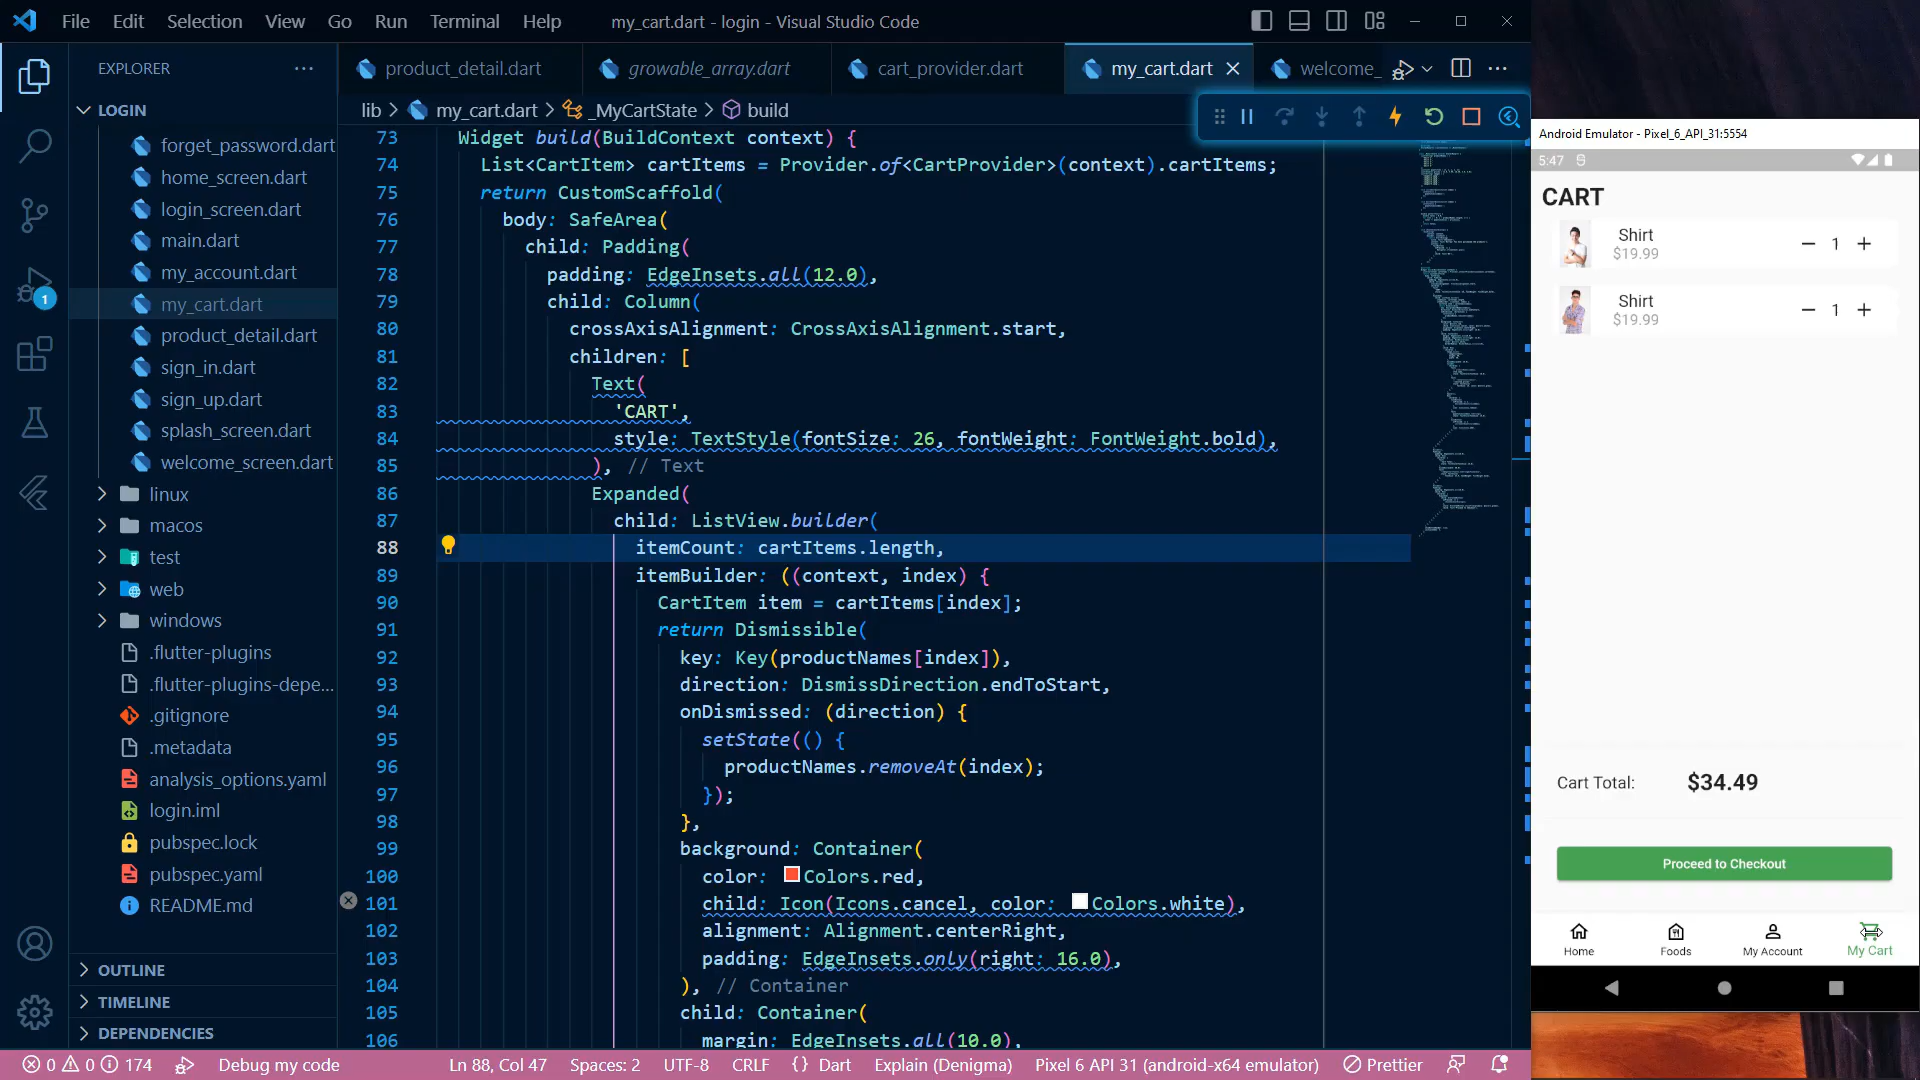 File Edit Selection View Go Run Terminal Help
my_cart.dart - login - Visual Studio Code
EXPLORER
LOGIN
forget_password.dart
home_screen.dart
login_screen.dart
main.dart
my_account.dart
my_cart.dart
product_detail.dart
sign_in.dart
sign_up.dart
splash_screen.dart
welcome_screen.dart
linux
macos
test
web
windows
.flutter-plugins
.flutter-plugins-depe...
.gitignore
.metadata
analysis_options.yaml
login.iml
pubspec.lock
pubspec.yaml
README.md
OUTLINE
TIMELINE
DEPENDENCIES
1
product_detail.dart growable_array.dart cart_provider.dart my_cart.dart welcome_
lib > my_cart.dart > _MyCartState > build
73 Widget build(BuildContext context) {
74 List<CartItem> cartItems = Provider.of<CartProvider>(context).cartItems;
75 return CustomScaffold(
76 body: SafeArea(
77 child: Padding(
78 padding: EdgeInsets.all(12.0),
79 child: Column(
80 crossAxisAlignment: CrossAxisAlignment.start,
81 children: [
82 Text(
83 'CART',
84 style: TextStyle(fontSize: 26, fontWeight: FontWeight.bold),
85 ), // Text
86 Expanded(
87 child: ListView.builder(
88 itemCount: cartItems.length,
89 itemBuilder: ((context, index) {
90 CartItem item = cartItems[index];
91 return Dismissible(
92 key: Key(productNames[index]),
93 direction: DismissDirection.endToStart,
94 onDismissed: (direction) {
95 setState(() {
96 productNames.removeAt(index);
97 });
98 },
99 background: Container(
100 color: Colors.red,
101 child: Icon(Icons.cancel, color: Colors.white),
102 alignment: Alignment.centerRight,
103 padding: EdgeInsets.only(right: 16.0),
104 ), // Container
105 child: Container(
106 margin: EdgeInsets.all(10.0),
0 0 174 Debug my code Ln 88, Col 47 Spaces: 2 UTF-8 CRLF {} Dart Explain (Denigma) Pixel 6 API 31 (android-x64 emulator) Prettier
Android Emulator - Pixel_6_API_31:5554
5:47
CART
Shirt
$19.99
1
Shirt
$19.99
1
Cart Total: $34.49
Proceed to Checkout
Home Foods My Account My Cart